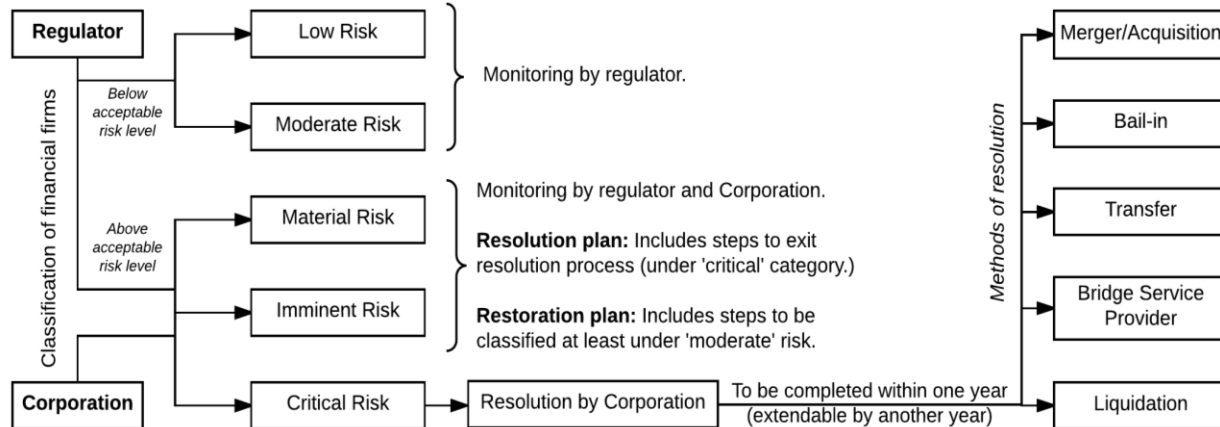 Regulator
Classification of financial firms
Below
acceptable
risk level
Above
acceptable
risk level
Corporation
Low Risk
Moderate Risk
Material Risk
Imminent Risk
Critical Risk
Monitoring by regulator.
Monitoring by regulator and Corporation.
Resolution plan: Includes steps to exit
resolution process (under 'critical' category.)
Restoration plan: Includes steps to be
classified at least under 'moderate' risk.
Resolution by Corporation
To be completed within one year
(extendable by another year)
Methods of resolution
Merger/Acquisition
Bail-in
Transfer
Bridge Service
Provider
Liquidation